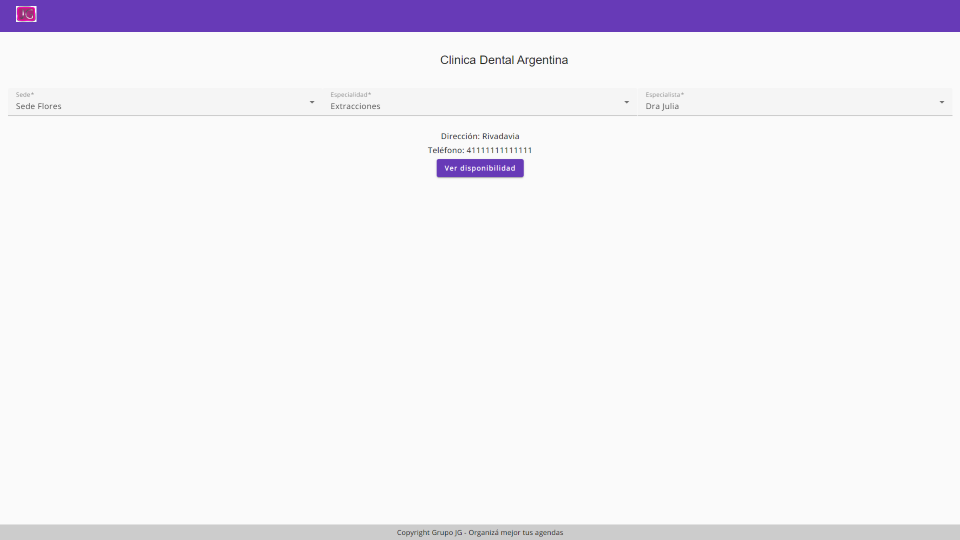 Clinica Dental Argentina
Sede*
Sede Flores
Especialidad*
Extracciones
Especialista*
Dra Julia
Dirección: Rivadavia
Teléfono: 41111111111111
Ver disponibilidad
Copyright Grupo JG - Organizá mejor tus agendas